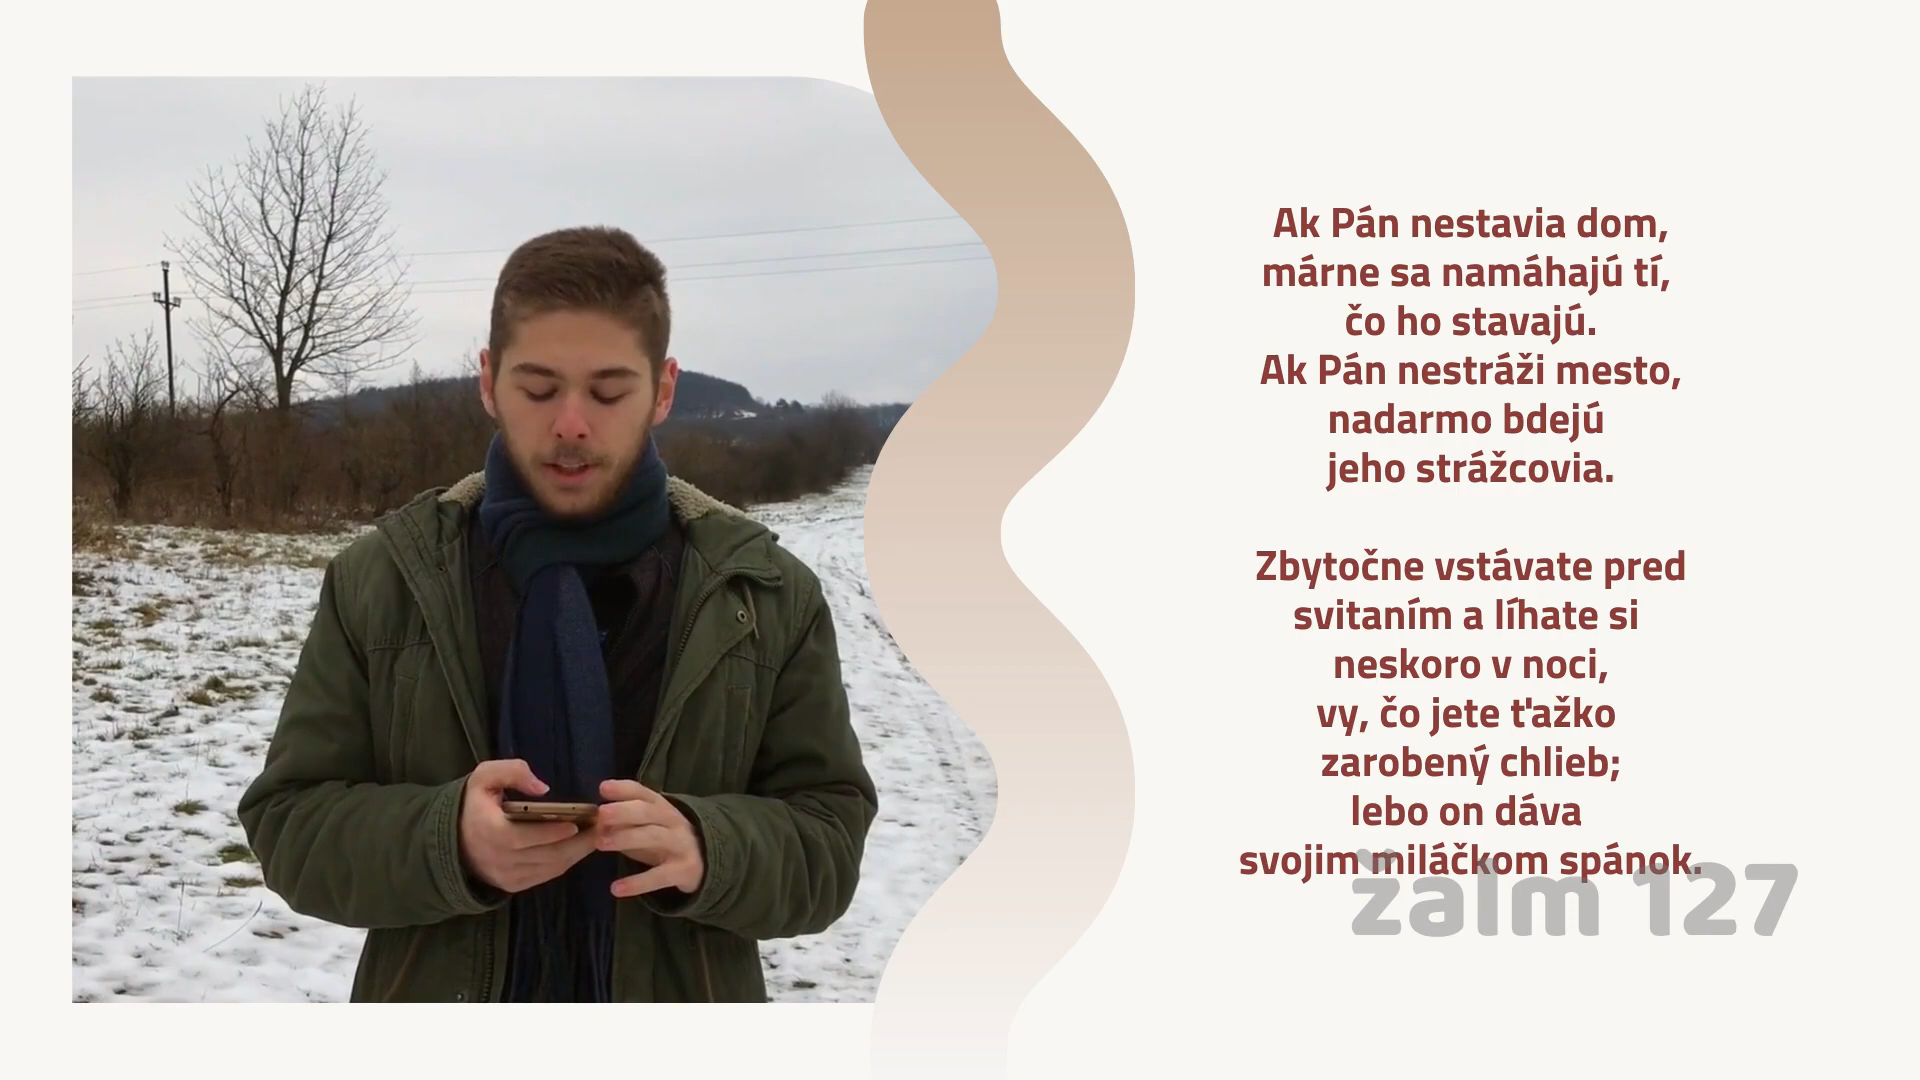 Ak Pán nestavia dom,
márne sa namáhajú tí,
čo ho stavajú.
Ak Pán nestráži mesto,
nadarmo bdejú
jeho strážcovia.
Zbytočne vstávate pred
svitaním a líhate si
neskoro v noci,
vy, čo jete ťažko
zarobený chlieb;
lebo on dáva
svojim miláčkom spánok.
žalm 127